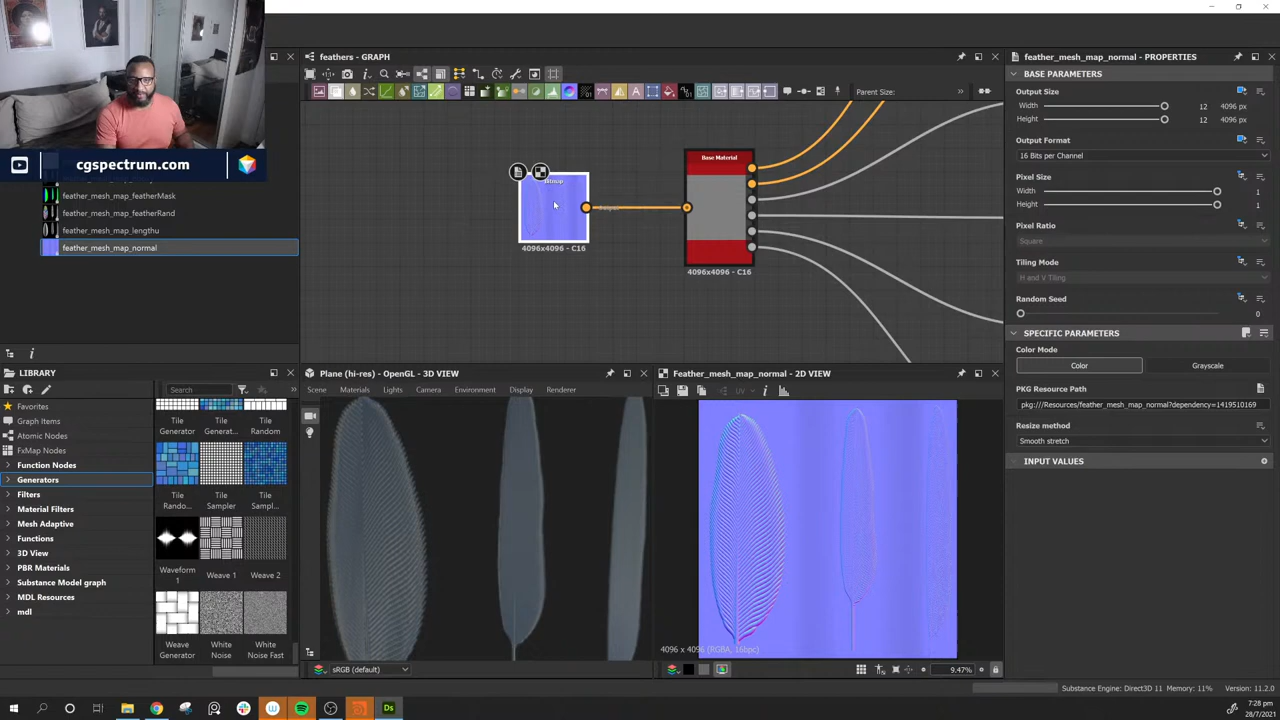 cgspectrum.com
feather_mesh_map_featherMask
feather_mesh_map_featherRand
feather_mesh_map_lengthu
feather_mesh_map_normal
feathers - GRAPH
Parent Size:
Bitmap
4096x4096 - C16
Base Material
4096x4096 - C16
feather_mesh_map_normal - PROPERTIES
BASE PARAMETERS
Output Size
Width 12 4096 px
Height 12 4096 px
Output Format
16 Bits per Channel
Pixel Size
Width 1
Height 1
Pixel Ratio
Square
Tiling Mode
H and V Tiling
Random Seed
0
SPECIFIC PARAMETERS
Color Mode
Color Grayscale
PKG Resource Path
pkg:///Resources/feather_mesh_map_normal?dependency=1419510169
Resize method
Smooth stretch
INPUT VALUES
LIBRARY
Search
Favorites
Graph Items
Atomic Nodes
FxMap Nodes
Function Nodes
Generators
Filters
Material Filters
Mesh Adaptive
Functions
3D View
PBR Materials
Substance Model graph
MDL Resources
mdl
Tile Generator
Tile Generat...
Tile Random
Tile Rando...
Tile Sampler
Tile Sampl...
Waveform 1
Weave 1
Weave 2
Weave Generator
White Noise
White Noise Fast
Plane (hi-res) - OpenGL - 3D VIEW
Scene Materials Lights Camera Environment Display Renderer
sRGB (default)
Feather_mesh_map_normal - 2D VIEW
UV
4096 x 4096 (RGBA, 16bpc)
9.47%
Substance Engine: Direct3D 11 Memory: 11% Version: 11.2.0
Ds
7:28 pm
28/7/2021